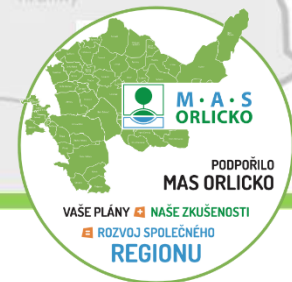 M·A·S
ORLICKO
PODPOŘILO
MAS ORLICKO
VAŠE PLÁNY + NAŠE ZKUŠENOSTI
= ROZVOJ SPOLEČNÉHO
REGIONU